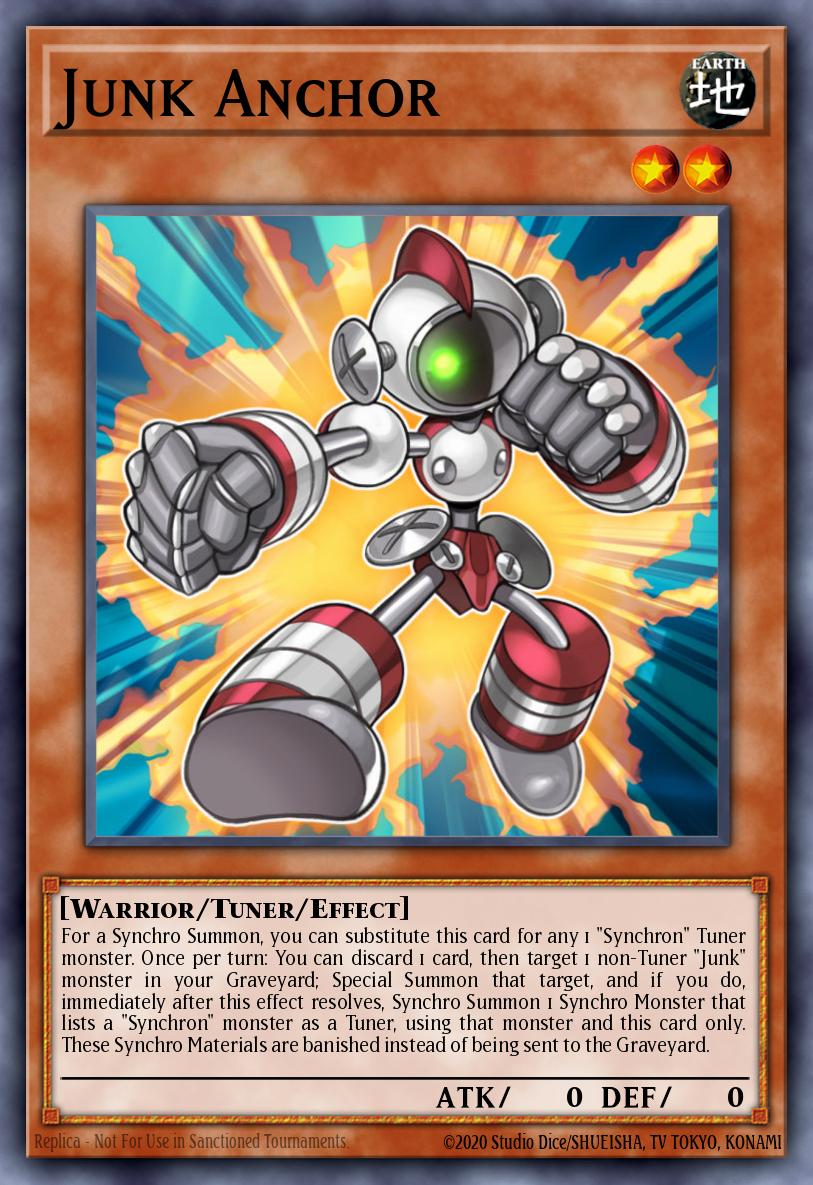 Junk Anchor
EARTH
地
[Warrior/Tuner/Effect]
For a Synchro Summon, you can substitute this card for any 1 "Synchron" Tuner
monster. Once per turn: You can discard 1 card, then target 1 non-Tuner "Junk"
monster in your Graveyard; Special Summon that target, and if you do,
immediately after this effect resolves, Synchro Summon 1 Synchro Monster that
lists a "Synchron" monster as a Tuner, using that monster and this card only.
These Synchro Materials are banished instead of being sent to the Graveyard.
ATK/ 0 DEF/ 0
Replica - Not For Use in Sanctioned Tournaments.
©2020 Studio Dice/SHUEISHA, TV TOKYO, KONAMI